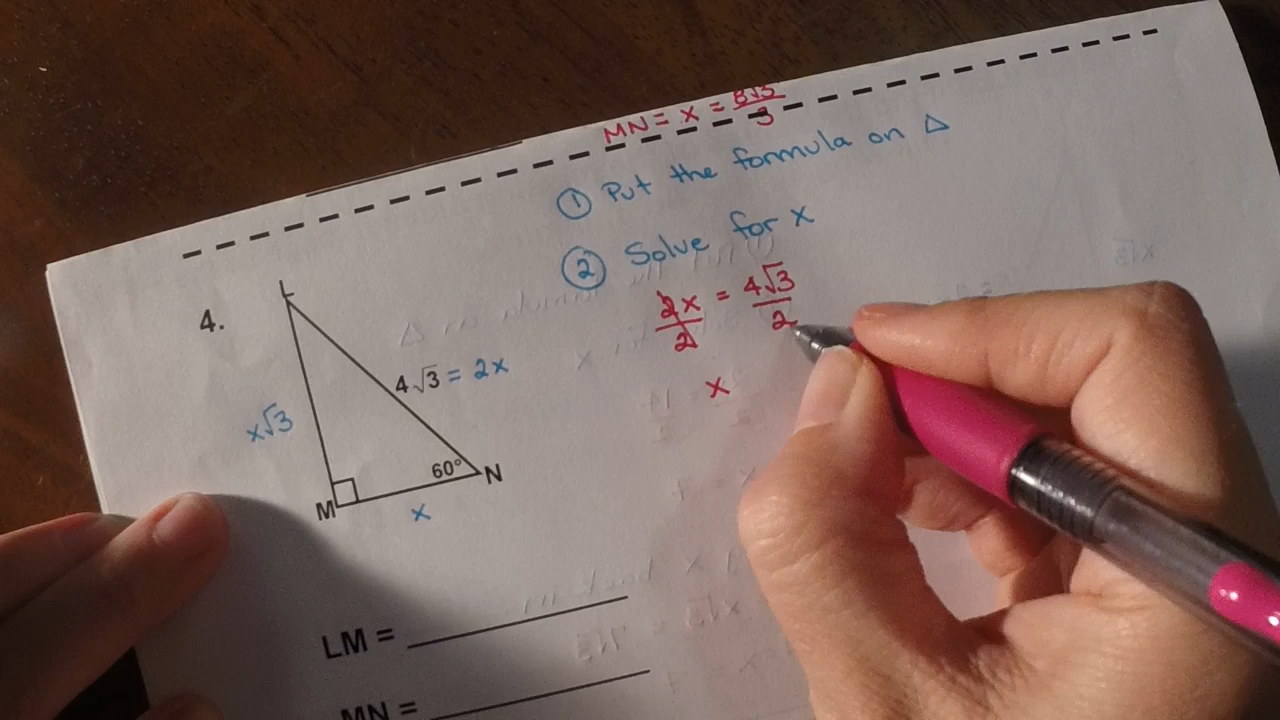 MN = x = 8√3/3
① Put the formula on △
② Solve for x
2x/2 = 4√3/2
x
4.
L
4√3 = 2x
x√3
60°
N
M
x
LM =
MN =